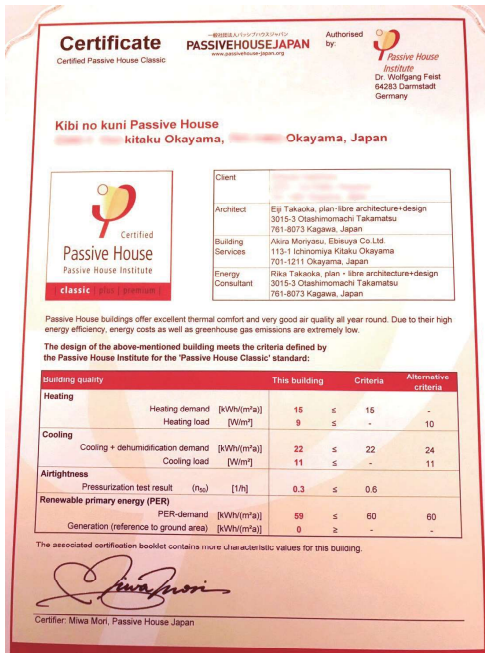 Certificate
Certified Passive House Classic
一般社団法人パッシブハウスジャパン
PASSIVEHOUSEJAPAN
www.passivehouse-japan.org
Authorised
by:
Passive House
Institute
Dr. Wolfgang Feist
64283 Darmstadt
Germany
Kibi no kuni Passive House
kitaku Okayama, Okayama, Japan
Certified
Passive House
Passive House Institute
classic | plus | premium
Client
Architect Eiji Takaoka, plan-libre architecture+design
3015-3 Otashimomachi Takamatsu
761-8073 Kagawa, Japan
Building Akira Moriyasu, Ebisuya Co.Ltd.
Services 113-1 Ichinomiya Kitaku Okayama
701-1211 Okayama, Japan
Energy Rika Takaoka, plan・libre architecture+design
Consultant 3015-3 Otashimomachi Takamatsu
761-8073 Kagawa, Japan
Passive House buildings offer excellent thermal comfort and very good air quality all year round. Due to their high
energy efficiency, energy costs as well as greenhouse gas emissions are extremely low.
The design of the above-mentioned building meets the criteria defined by
the Passive House Institute for the 'Passive House Classic' standard:
Building quality This building Criteria Alternative criteria
Heating
Heating demand [kWh/(m²a)] 15 ≤ 15 -
Heating load [W/m²] 9 ≤ - 10
Cooling
Cooling + dehumidification demand [kWh/(m²a)] 22 ≤ 22 24
Cooling load [W/m²] 11 ≤ - 11
Airtightness
Pressurization test result (n50) [1/h] 0.3 ≤ 0.6
Renewable primary energy (PER)
PER-demand [kWh/(m²a)] 59 ≤ 60 60
Generation (reference to ground area) [kWh/(m²a)] 0 ≥ - -
The associated certification booklet contains more characteristic values for this building.
Miwa Mori
Certifier: Miwa Mori, Passive House Japan